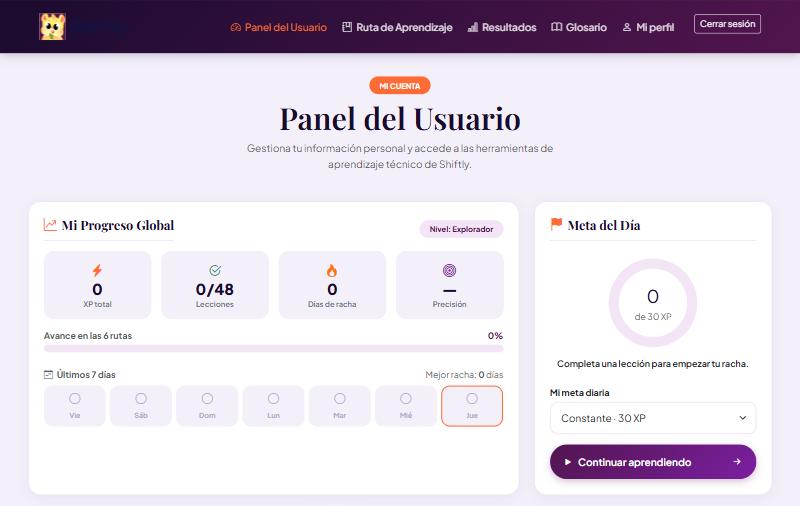 Panel del Usuario
Ruta de Aprendizaje
Resultados
Glosario
Mi perfil
Cerrar sesión
MI CUENTA
Panel del Usuario
Gestiona tu información personal y accede a las herramientas de
aprendizaje técnico de Shiftly.
Mi Progreso Global
Nivel: Explorador
0
XP total
0/48
Lecciones
0
Días de racha
—
Precisión
Avance en las 6 rutas
0%
Últimos 7 días
Mejor racha: 0 días
Vie
Sáb
Dom
Lun
Mar
Mié
Jue
Meta del Día
0
de 30 XP
Completa una lección para empezar tu racha.
Mi meta diaria
Constante · 30 XP
Continuar aprendiendo